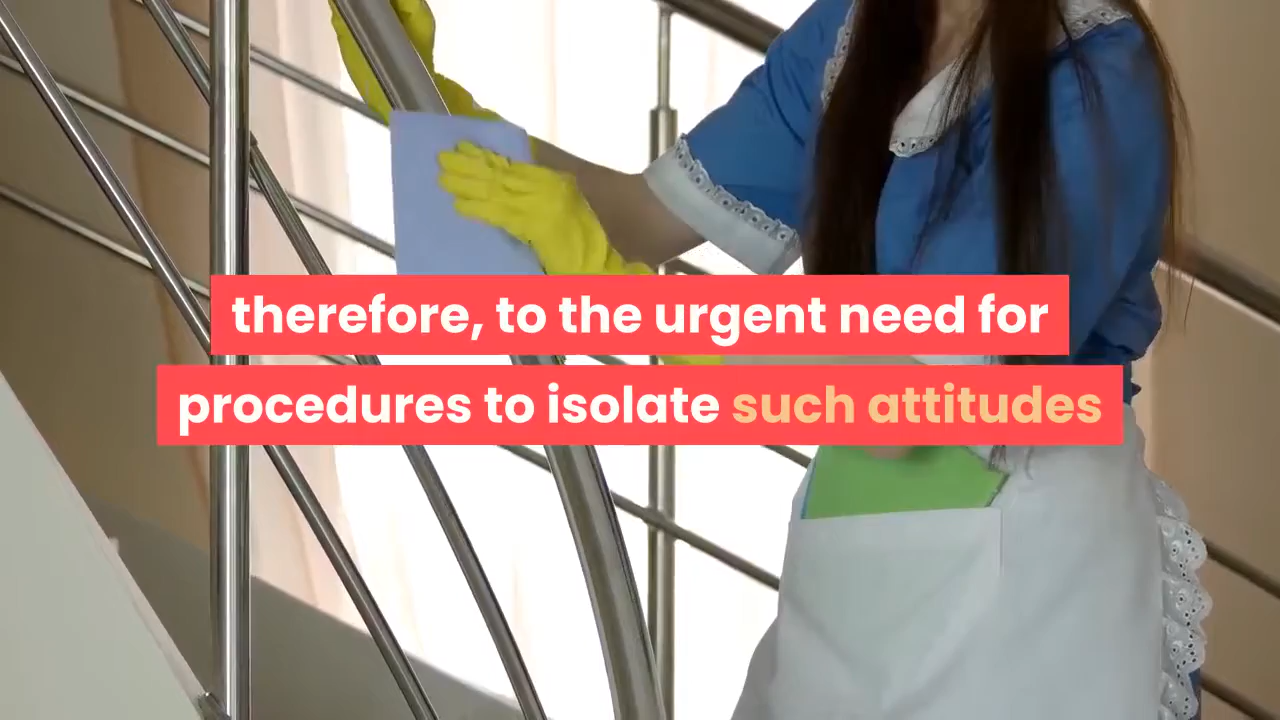 therefore, to the urgent need for
procedures to isolate such attitudes